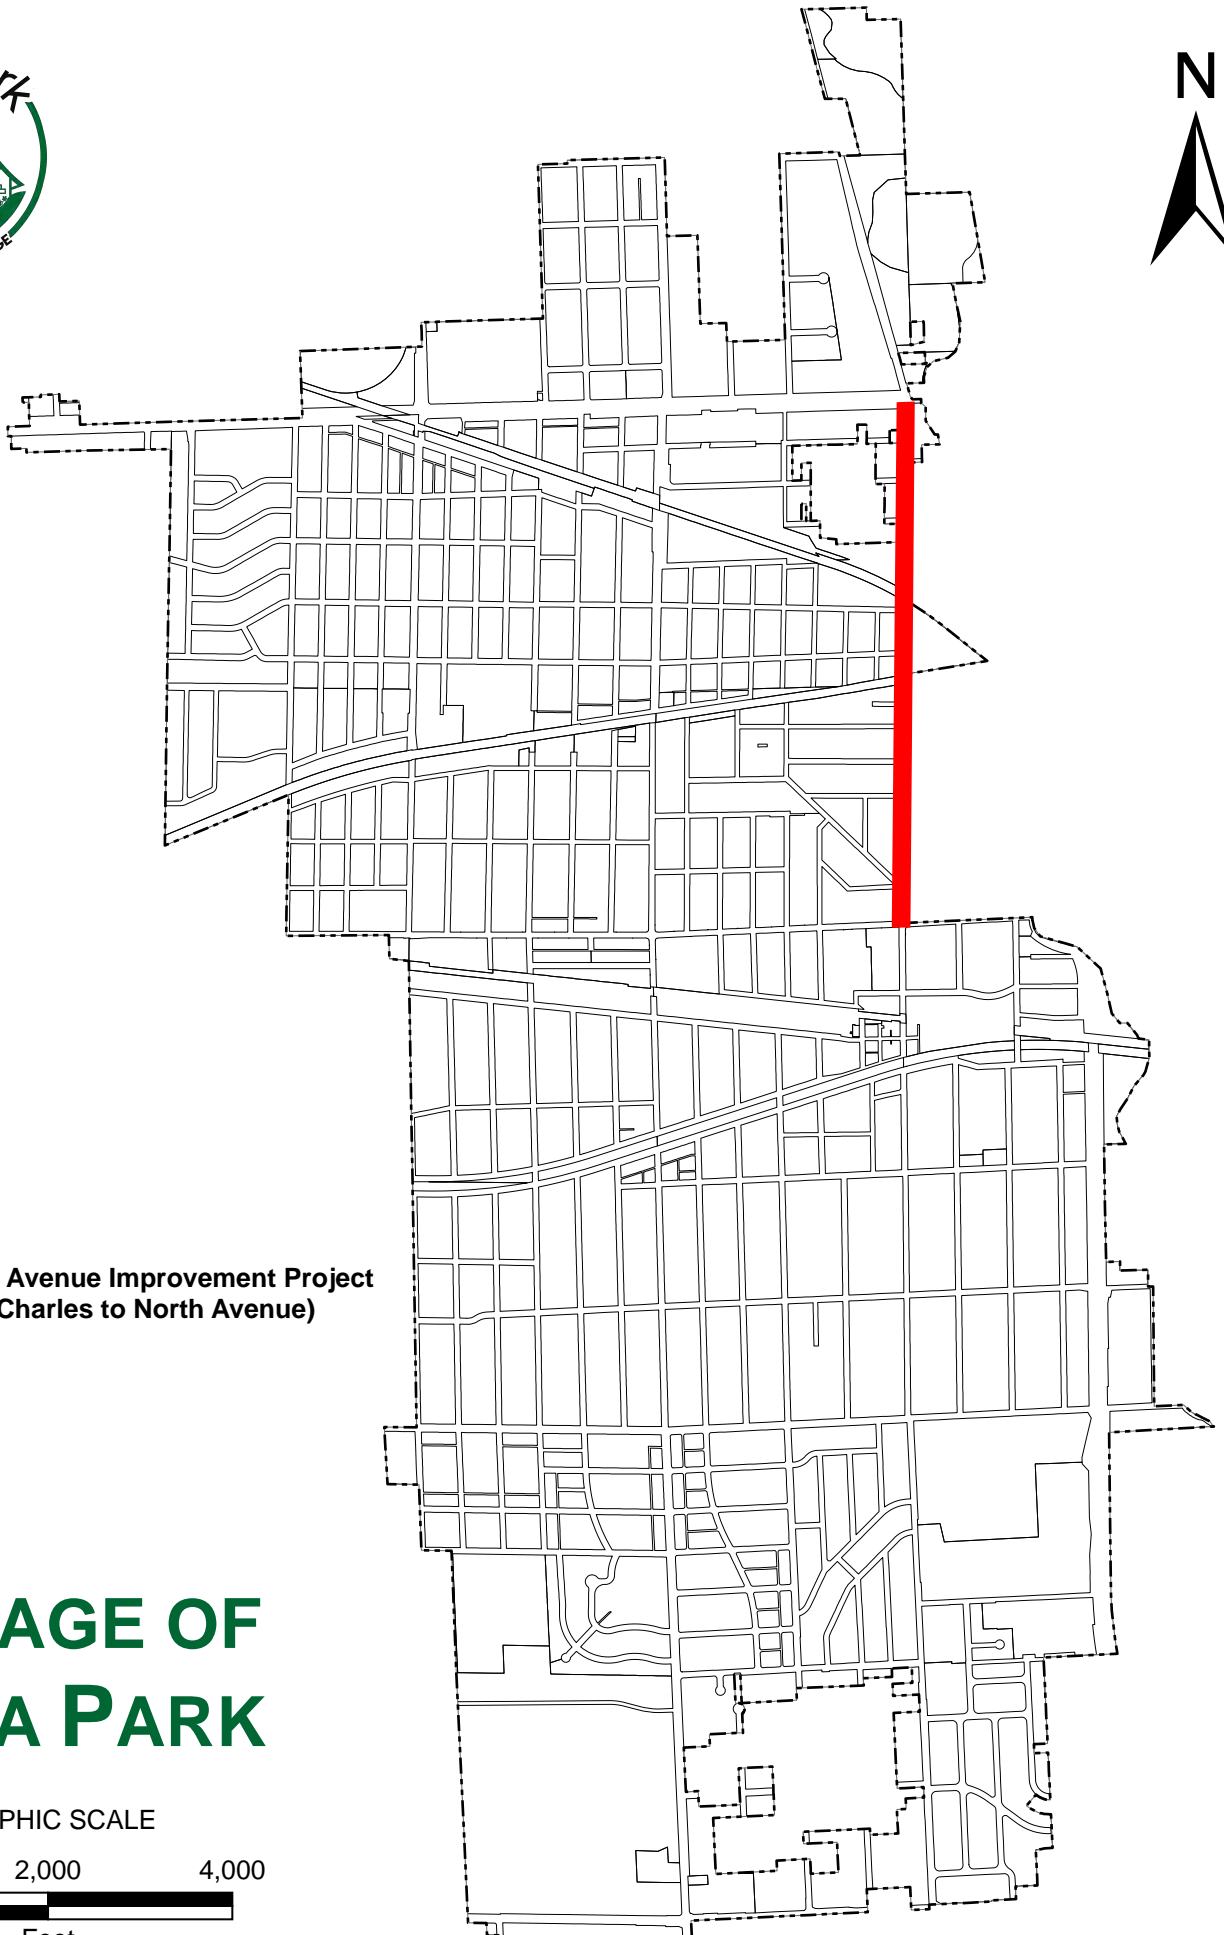 N
Avenue Improvement Project
Charles to North Avenue)
AGE OF
A PARK
PHIC SCALE
2,000 4,000